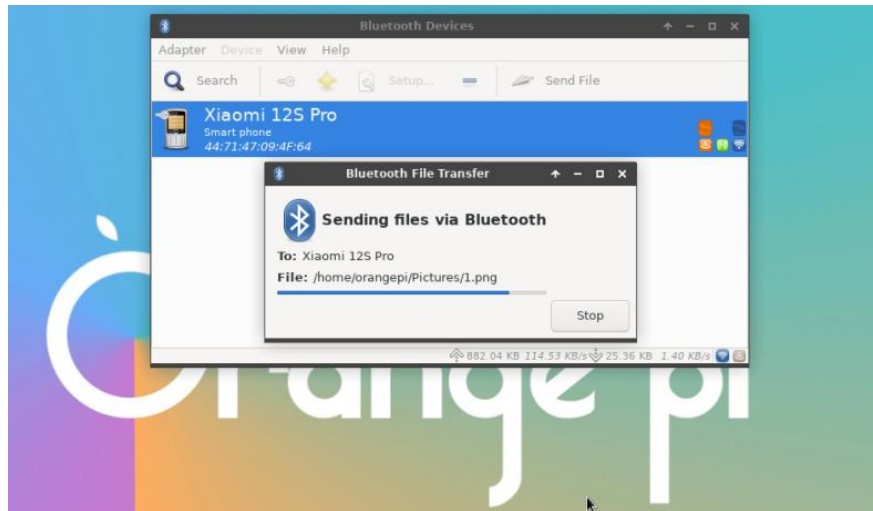 Bluetooth Devices
Adapter Device View Help
Search Setup... Send File
Xiaomi 12S Pro
Smart phone
44:71:47:09:4F:64
Bluetooth File Transfer
Sending files via Bluetooth
To: Xiaomi 12S Pro
File: /home/orangepi/Pictures/1.png
Stop
882.04 KB 114.53 KB/s 25.36 KB 1.40 KB/s
Orange pi